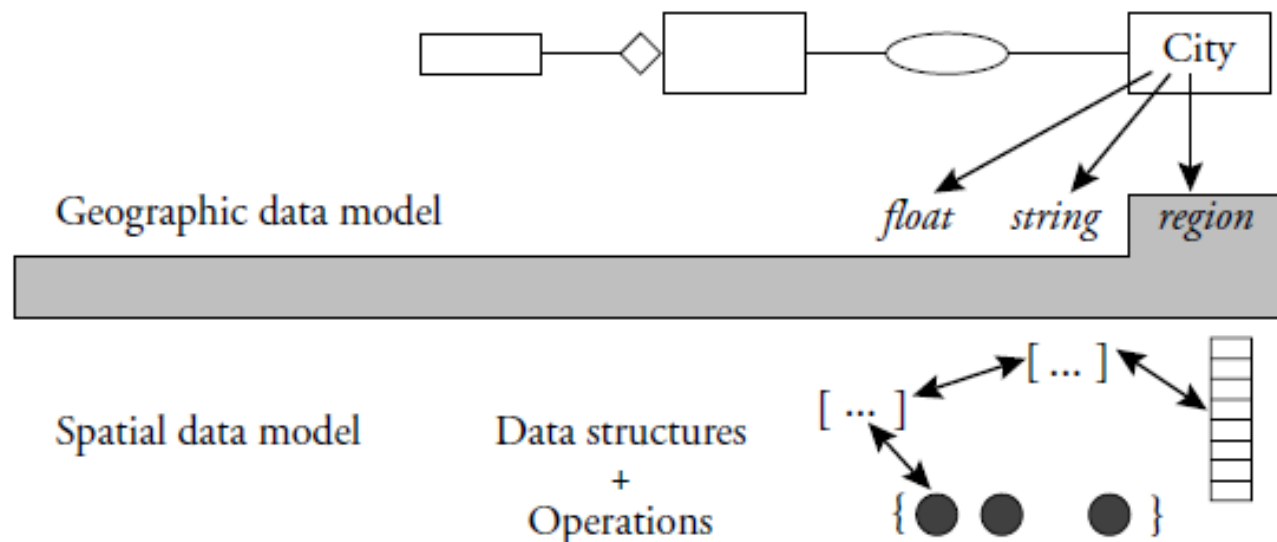 City
Geographic data model
float string region
[ ... ]
[ ... ]
Spatial data model
Data structures
+
Operations
{ }